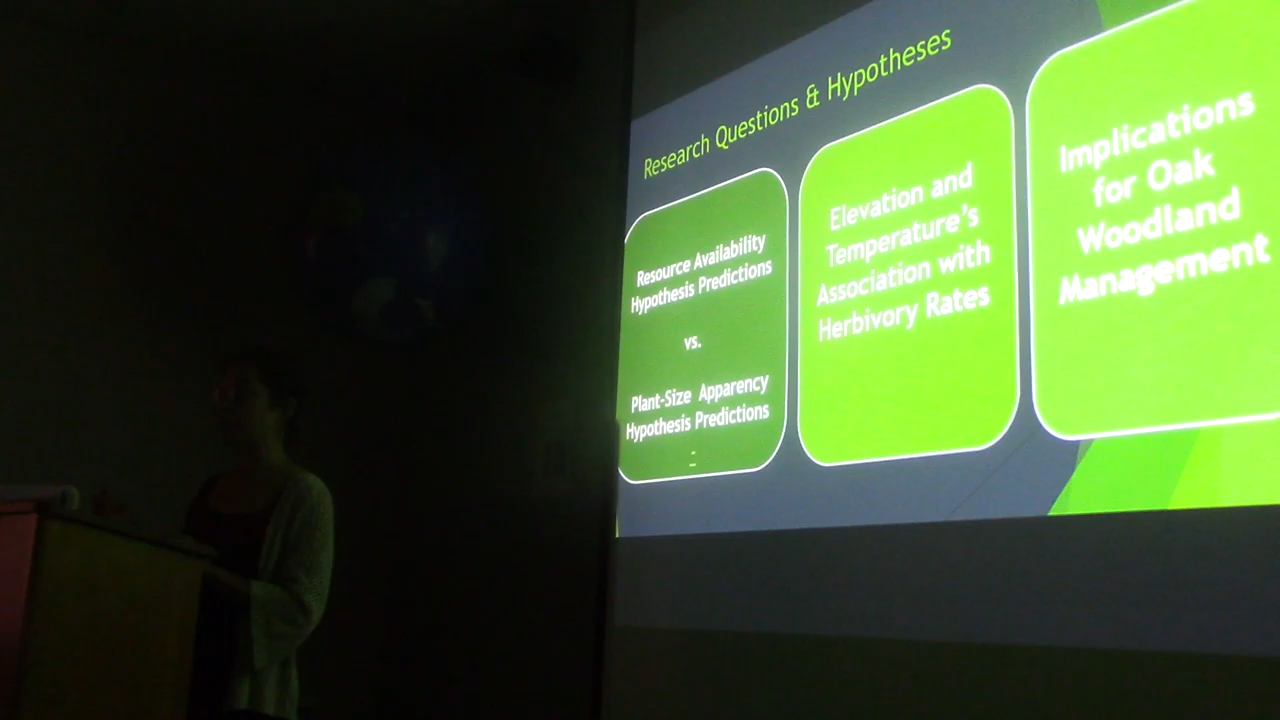 Research Questions & Hypotheses
Resource Availability
Hypothesis Predictions
vs.
Plant-Size Apparency
Hypothesis Predictions
Elevation and
Temperature's
Association with
Herbivory Rates
Implications
for Oak
Woodland
Management